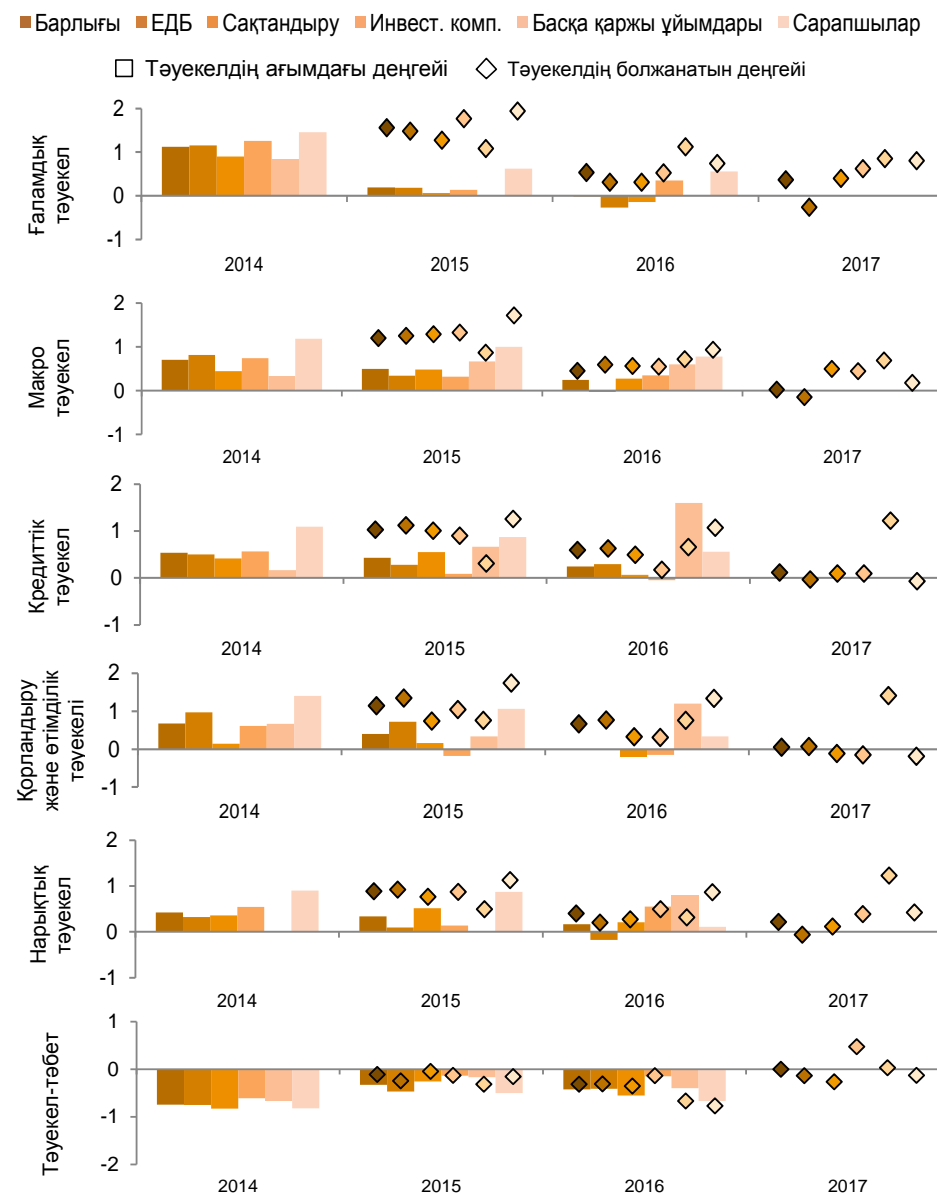 Барлығы ЕДБ Сақтандыру Инвест. комп. Басқа қаржы ұйымдары Сарапшылар
Тәуекелдің ағымдағы деңгейі Тәуекелдің болжанатын деңгейі
Ғаламдық
тәуекел
2
1
0
-1
2014 2015 2016 2017
Макро
тәуекел
2
1
0
-1
2014 2015 2016 2017
Кредиттік
тәуекел
2
1
0
-1
2014 2015 2016 2017
Қорландыру
және өтімділік
тәуекелі
2
1
0
-1
2014 2015 2016 2017
Нарықтық
тәуекел
2
1
0
-1
2014 2015 2016 2017
Тәуекел-тәбет
1
0
-1
-2
2014 2015 2016 2017